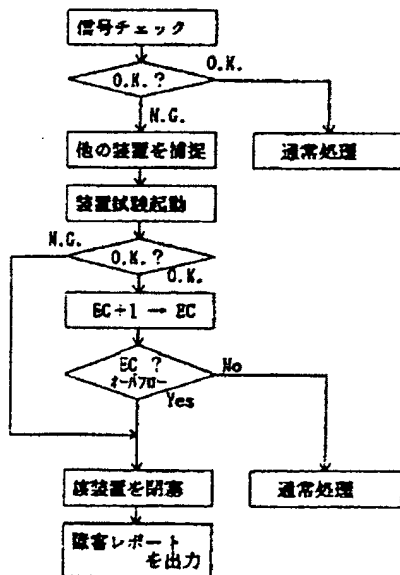 信号チェック
O.K. ?
O.K.
N.G.
他の装置を捕捉
通常処理
装置試験起動
N.G.
O.K. ?
O.K.
EC+1 → EC
EC ?
オーバフロー
No
Yes
該装置を閉塞
通常処理
障害レポート
を出力